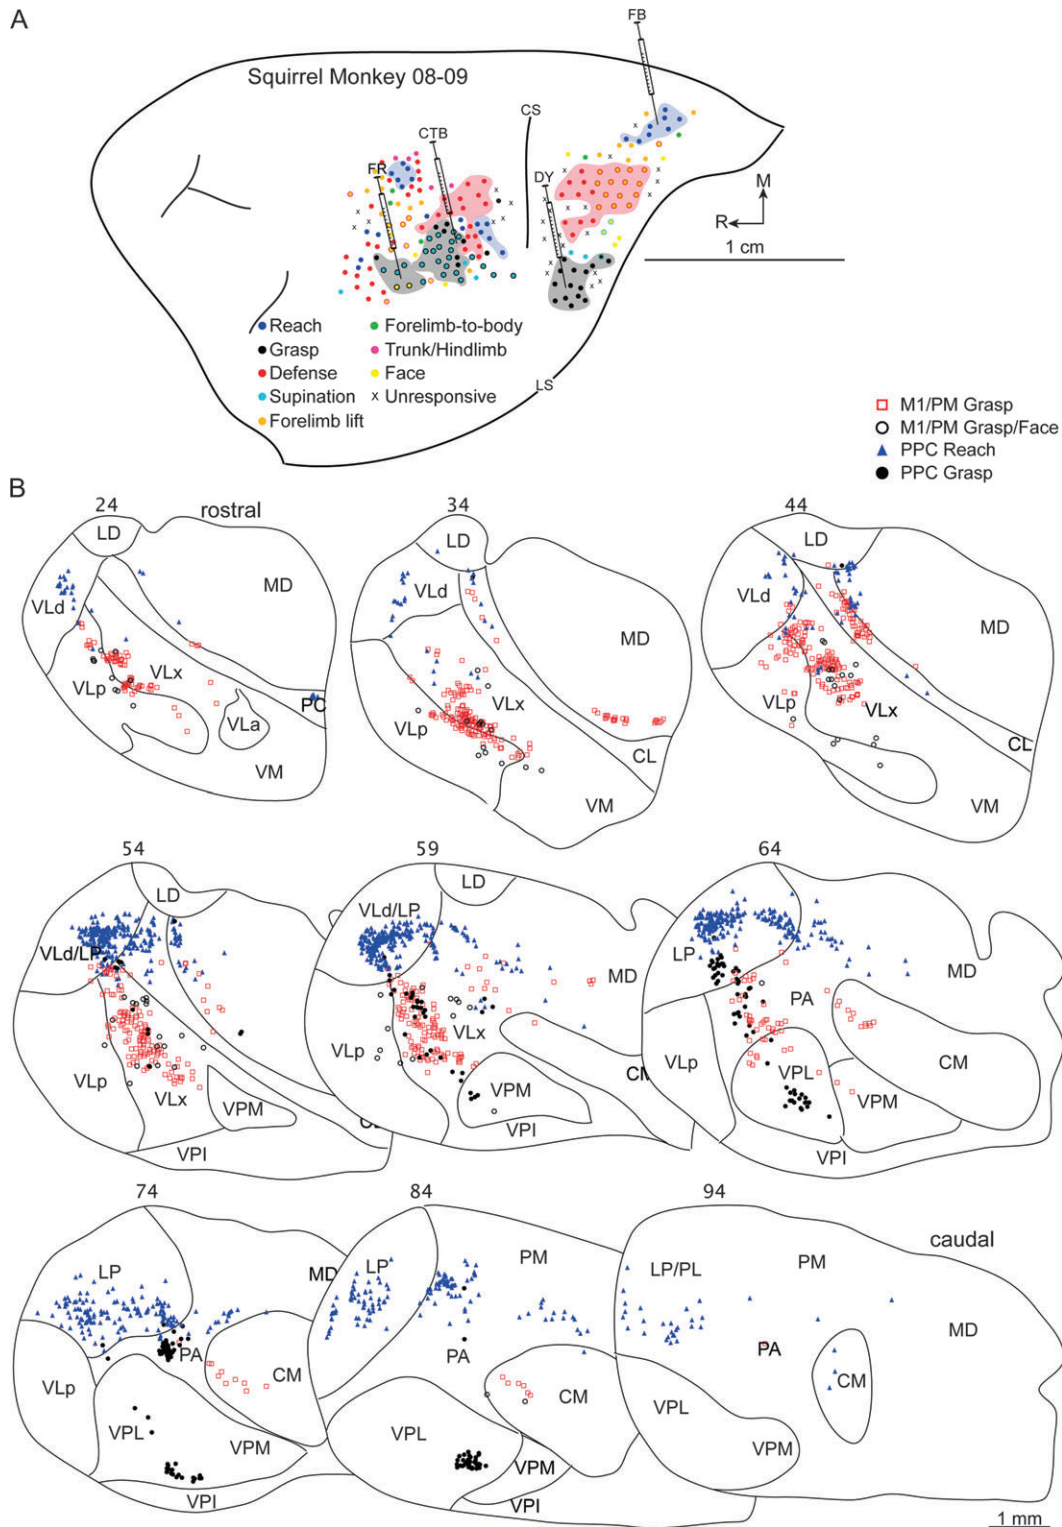 A
Squirrel Monkey 08-09
FB
CS
CTB
FR
DY
M
R
1 cm
LS
Reach
Grasp
Defense
Supination
Forelimb lift
Forelimb-to-body
Trunk/Hindlimb
Face
x Unresponsive
M1/PM Grasp
M1/PM Grasp/Face
PPC Reach
PPC Grasp
B
24
rostral
LD
MD
VLd
VLx
VLp
VLa
PC
VM
34
LD
VLd
MD
VLx
VLp
CL
VM
44
LD
VLd
MD
VLp
VLx
CL
VM
54
LD
VLd/LP
VLp
VLx
VPM
VPI
59
LD
VLd/LP
MD
VLx
VLp
VPM
CM
VPI
64
LP
MD
PA
VLp
VPL
CM
VPM
VPI
74
LP
MD
PA
VLp
CM
VPL
VPM
VPI
84
LP
PM
PA
CM
VPL
VPM
VPI
94
caudal
LP/PL
PM
MD
PA
CM
VPL
VPM
1 mm